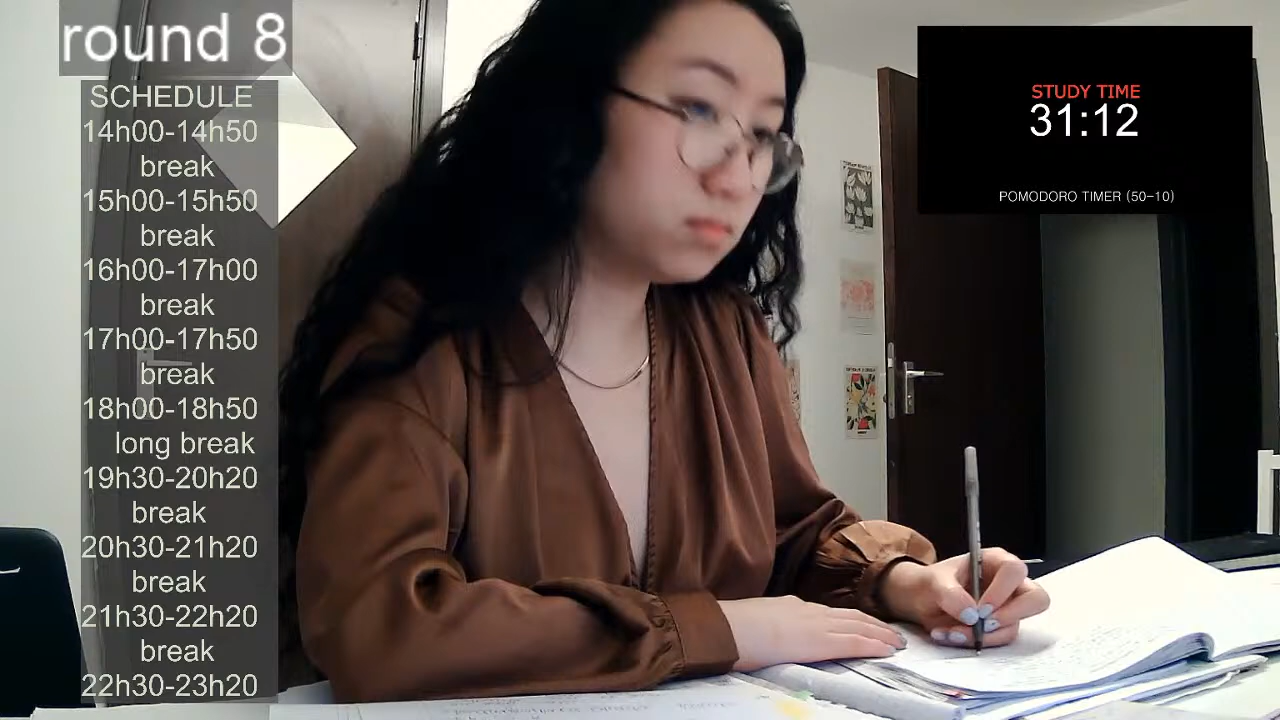 round 8
SCHEDULE
14h00-14h50
break
15h00-15h50
break
16h00-17h00
break
17h00-17h50
break
18h00-18h50
long break
19h30-20h20
break
20h30-21h20
break
21h30-22h20
break
22h30-23h20
STUDY TIME
31:12
POMODORO TIMER (50-10)